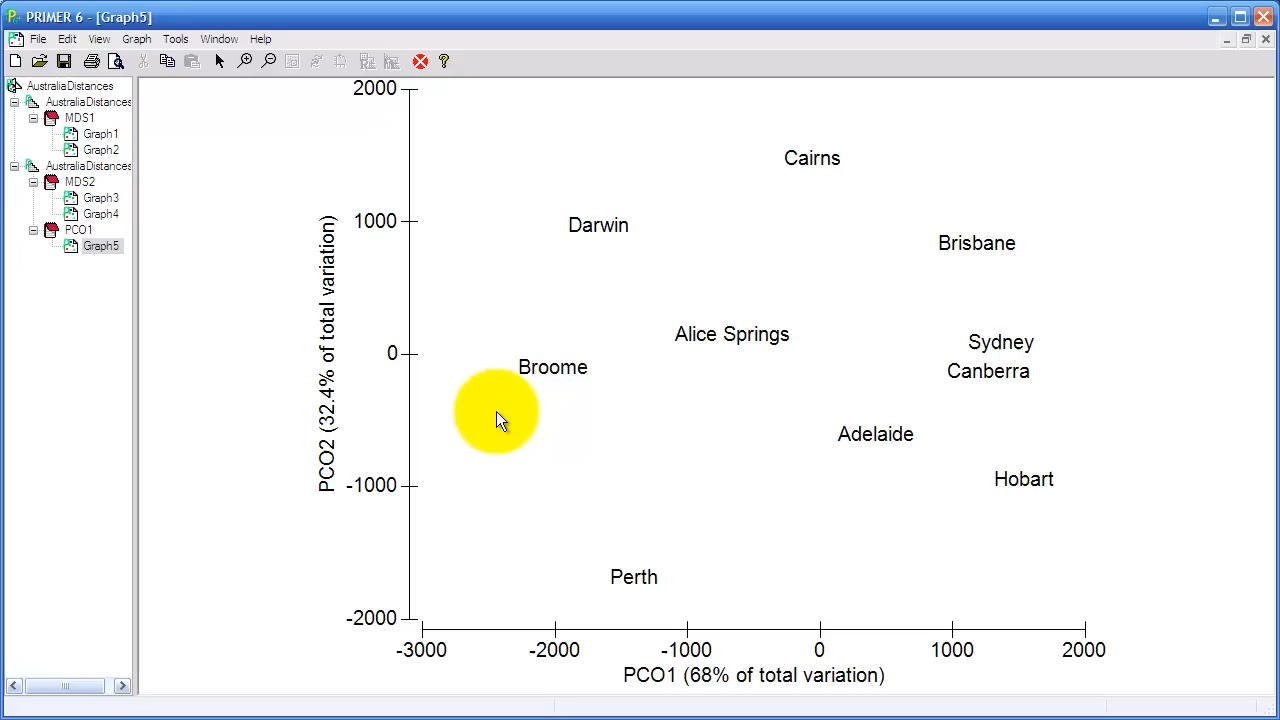 PRIMER 6 - [Graph5]
File Edit View Graph Tools Window Help
AustraliaDistances
AustraliaDistances
MDS1
Graph1
Graph2
AustraliaDistances
MDS2
Graph3
Graph4
PCO1
Graph5
2000
1000
0
-1000
-2000
PCO2 (32.4% of total variation)
Cairns
Darwin
Brisbane
Alice Springs
Sydney
Broome
Canberra
Adelaide
Hobart
Perth
-3000 -2000 -1000 0 1000 2000
PCO1 (68% of total variation)